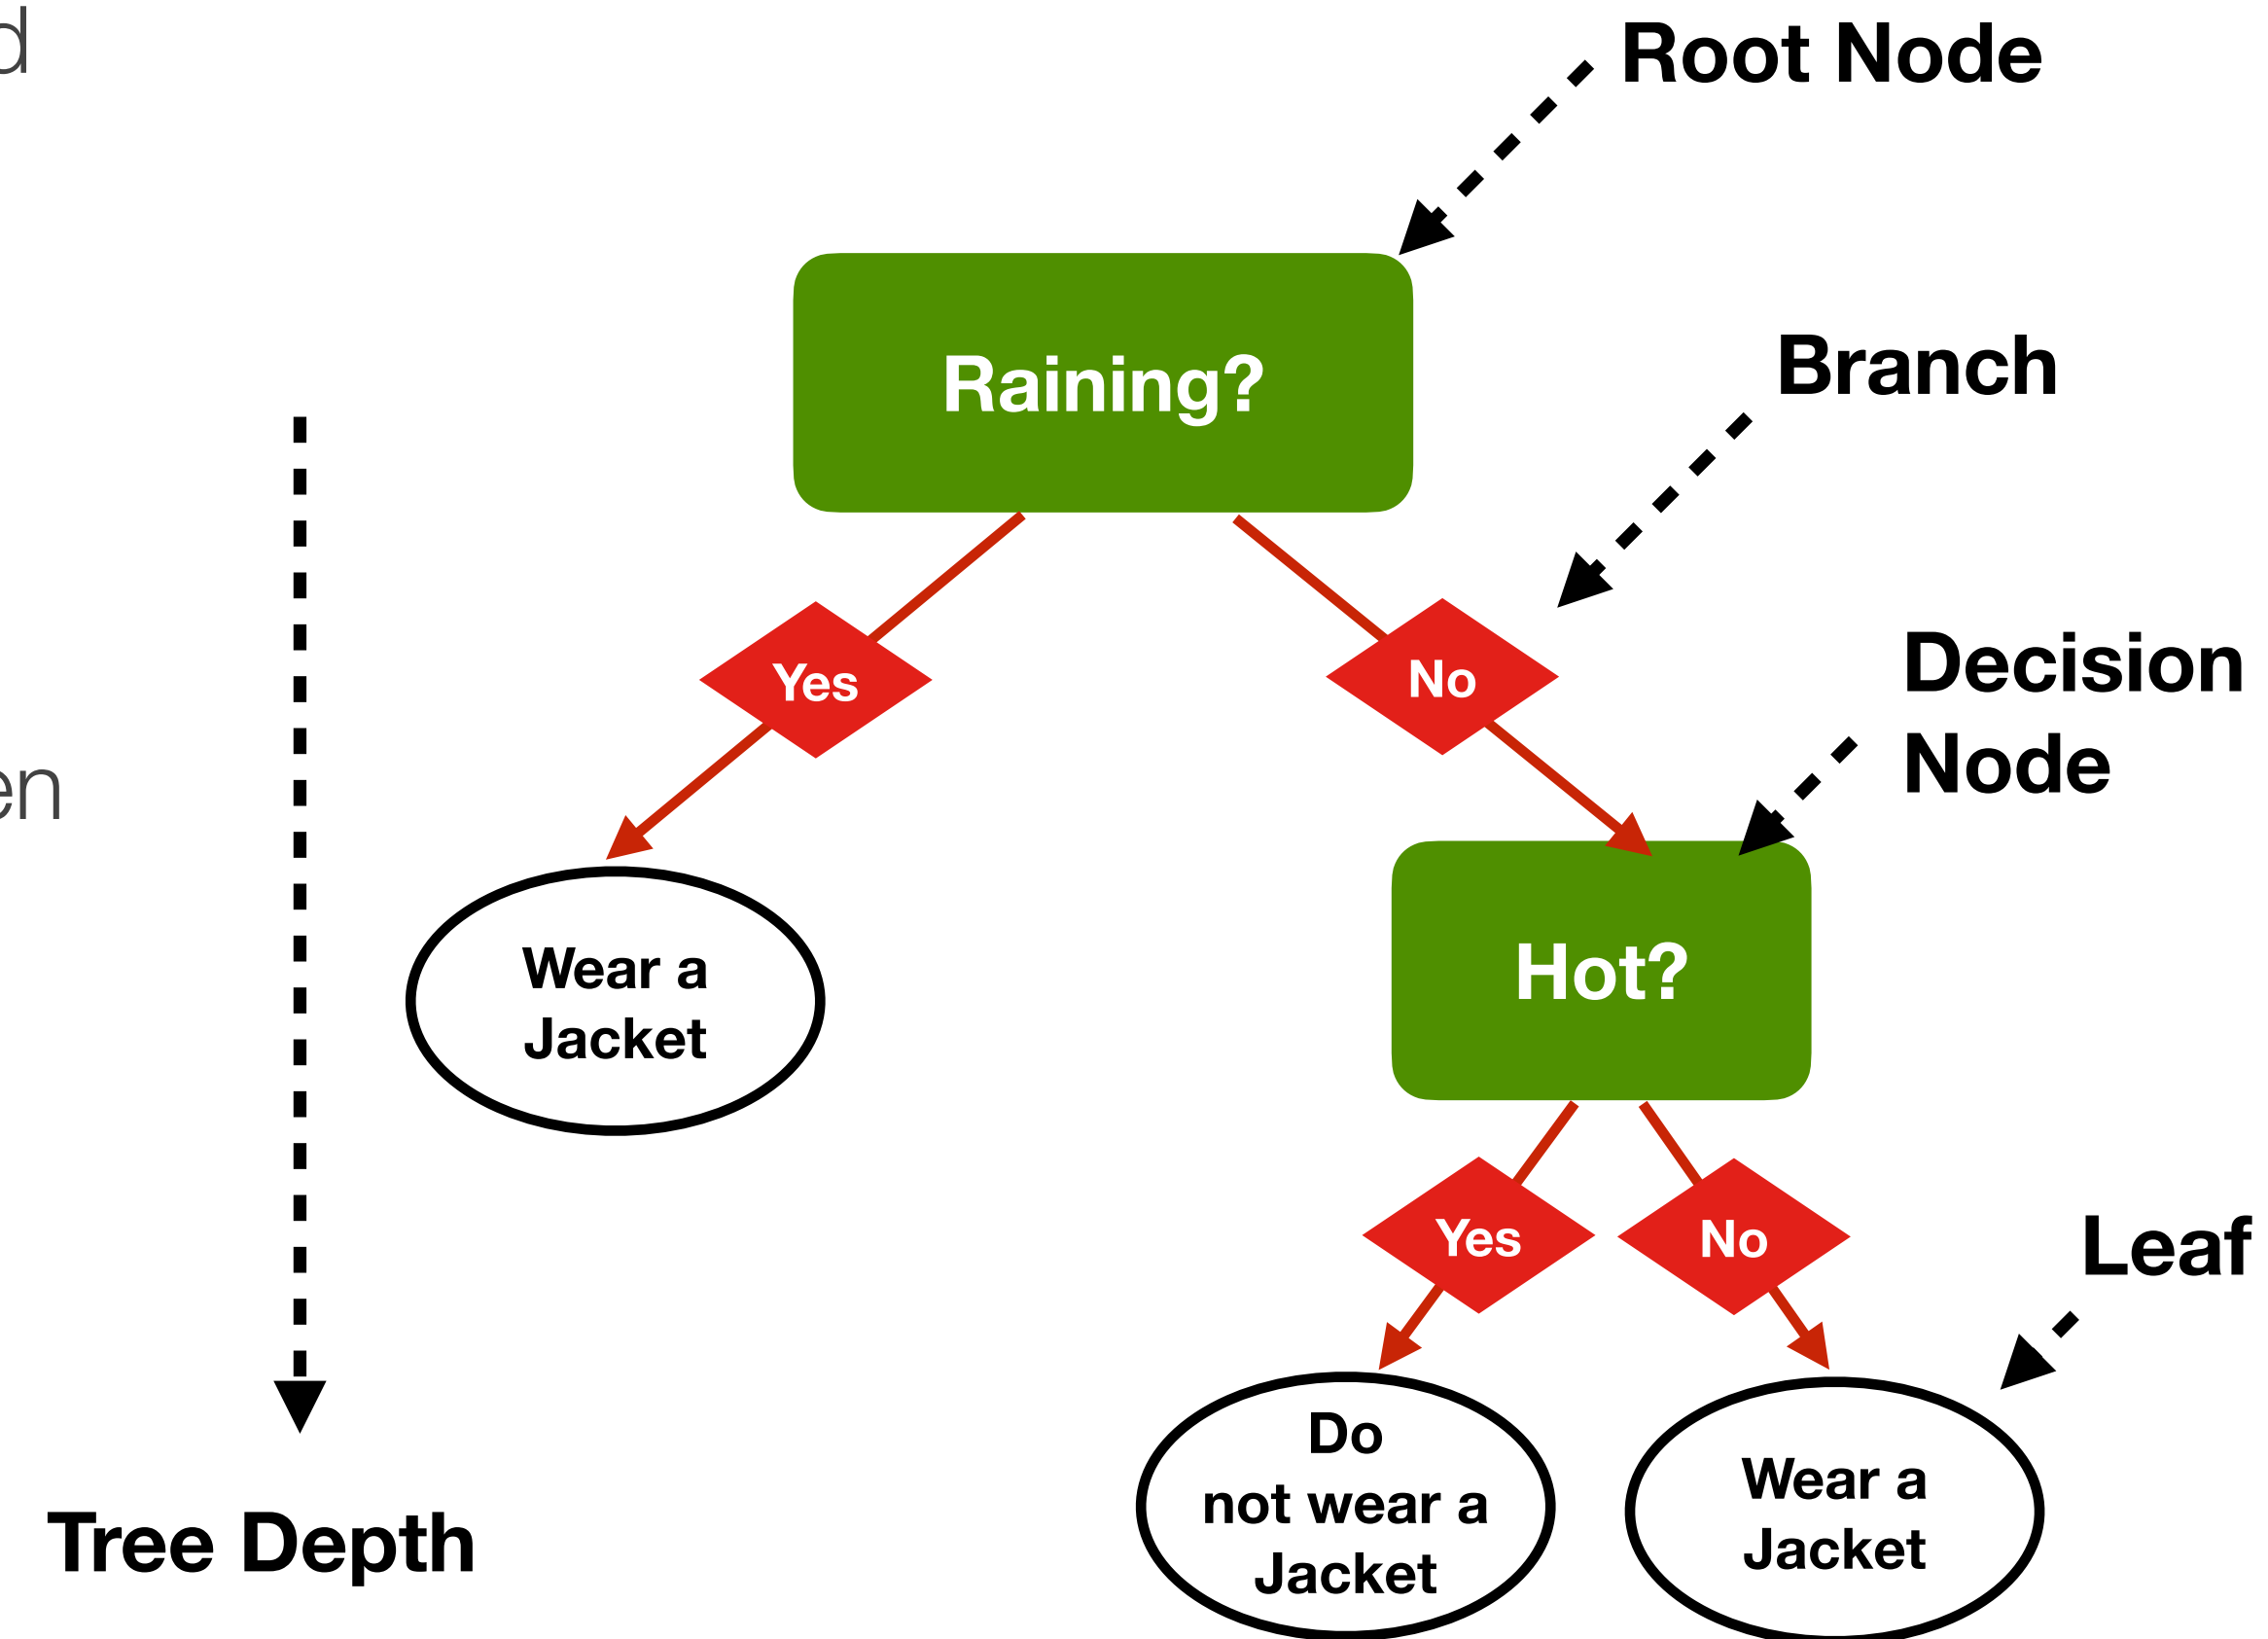 d
Root Node
Raining?
Branch
Yes
No
Decision
Node
en
Wear a
Jacket
Hot?
Yes
No
Leaf
Do
not wear a
Jacket
Wear a
Jacket
Tree Depth